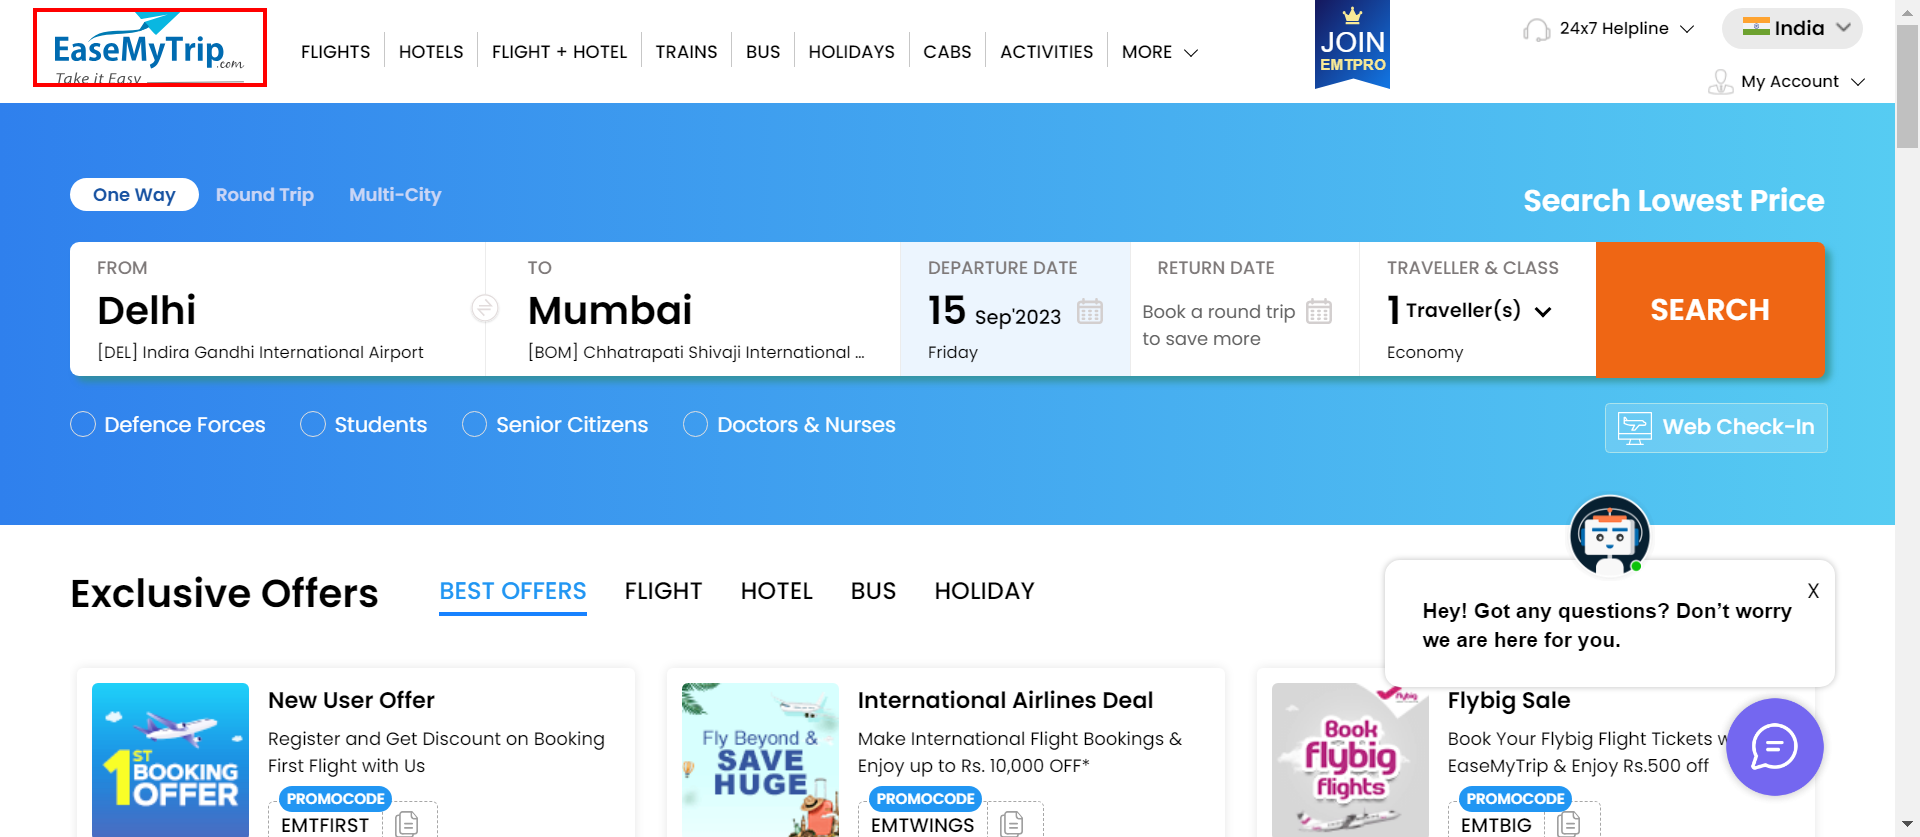 EaseMyTrip.com
Take it Easy
FLIGHTS
HOTELS
FLIGHT + HOTEL
TRAINS
BUS
HOLIDAYS
CABS
ACTIVITIES
MORE
JOIN
EMTPRO
24x7 Helpline
India
My Account
One Way
Round Trip
Multi-City
Search Lowest Price
FROM
Delhi
[DEL] Indira Gandhi International Airport
TO
Mumbai
[BOM] Chhatrapati Shivaji International ...
DEPARTURE DATE
15 Sep'2023
Friday
RETURN DATE
Book a round trip
to save more
TRAVELLER & CLASS
1 Traveller(s)
Economy
SEARCH
Defence Forces
Students
Senior Citizens
Doctors & Nurses
Web Check-In
Exclusive Offers
BEST OFFERS
FLIGHT
HOTEL
BUS
HOLIDAY
X
Hey! Got any questions? Don’t worry
we are here for you.
1ST
BOOKING
OFFER
New User Offer
Register and Get Discount on Booking
First Flight with Us
PROMOCODE
EMTFIRST
Fly Beyond &
SAVE
HUGE
International Airlines Deal
Make International Flight Bookings &
Enjoy up to Rs. 10,000 OFF*
PROMOCODE
EMTWINGS
flybig
Book
flybig
flights
Flybig Sale
Book Your Flybig Flight Tickets
EaseMyTrip & Enjoy Rs.500 off
PROMOCODE
EMTBIG